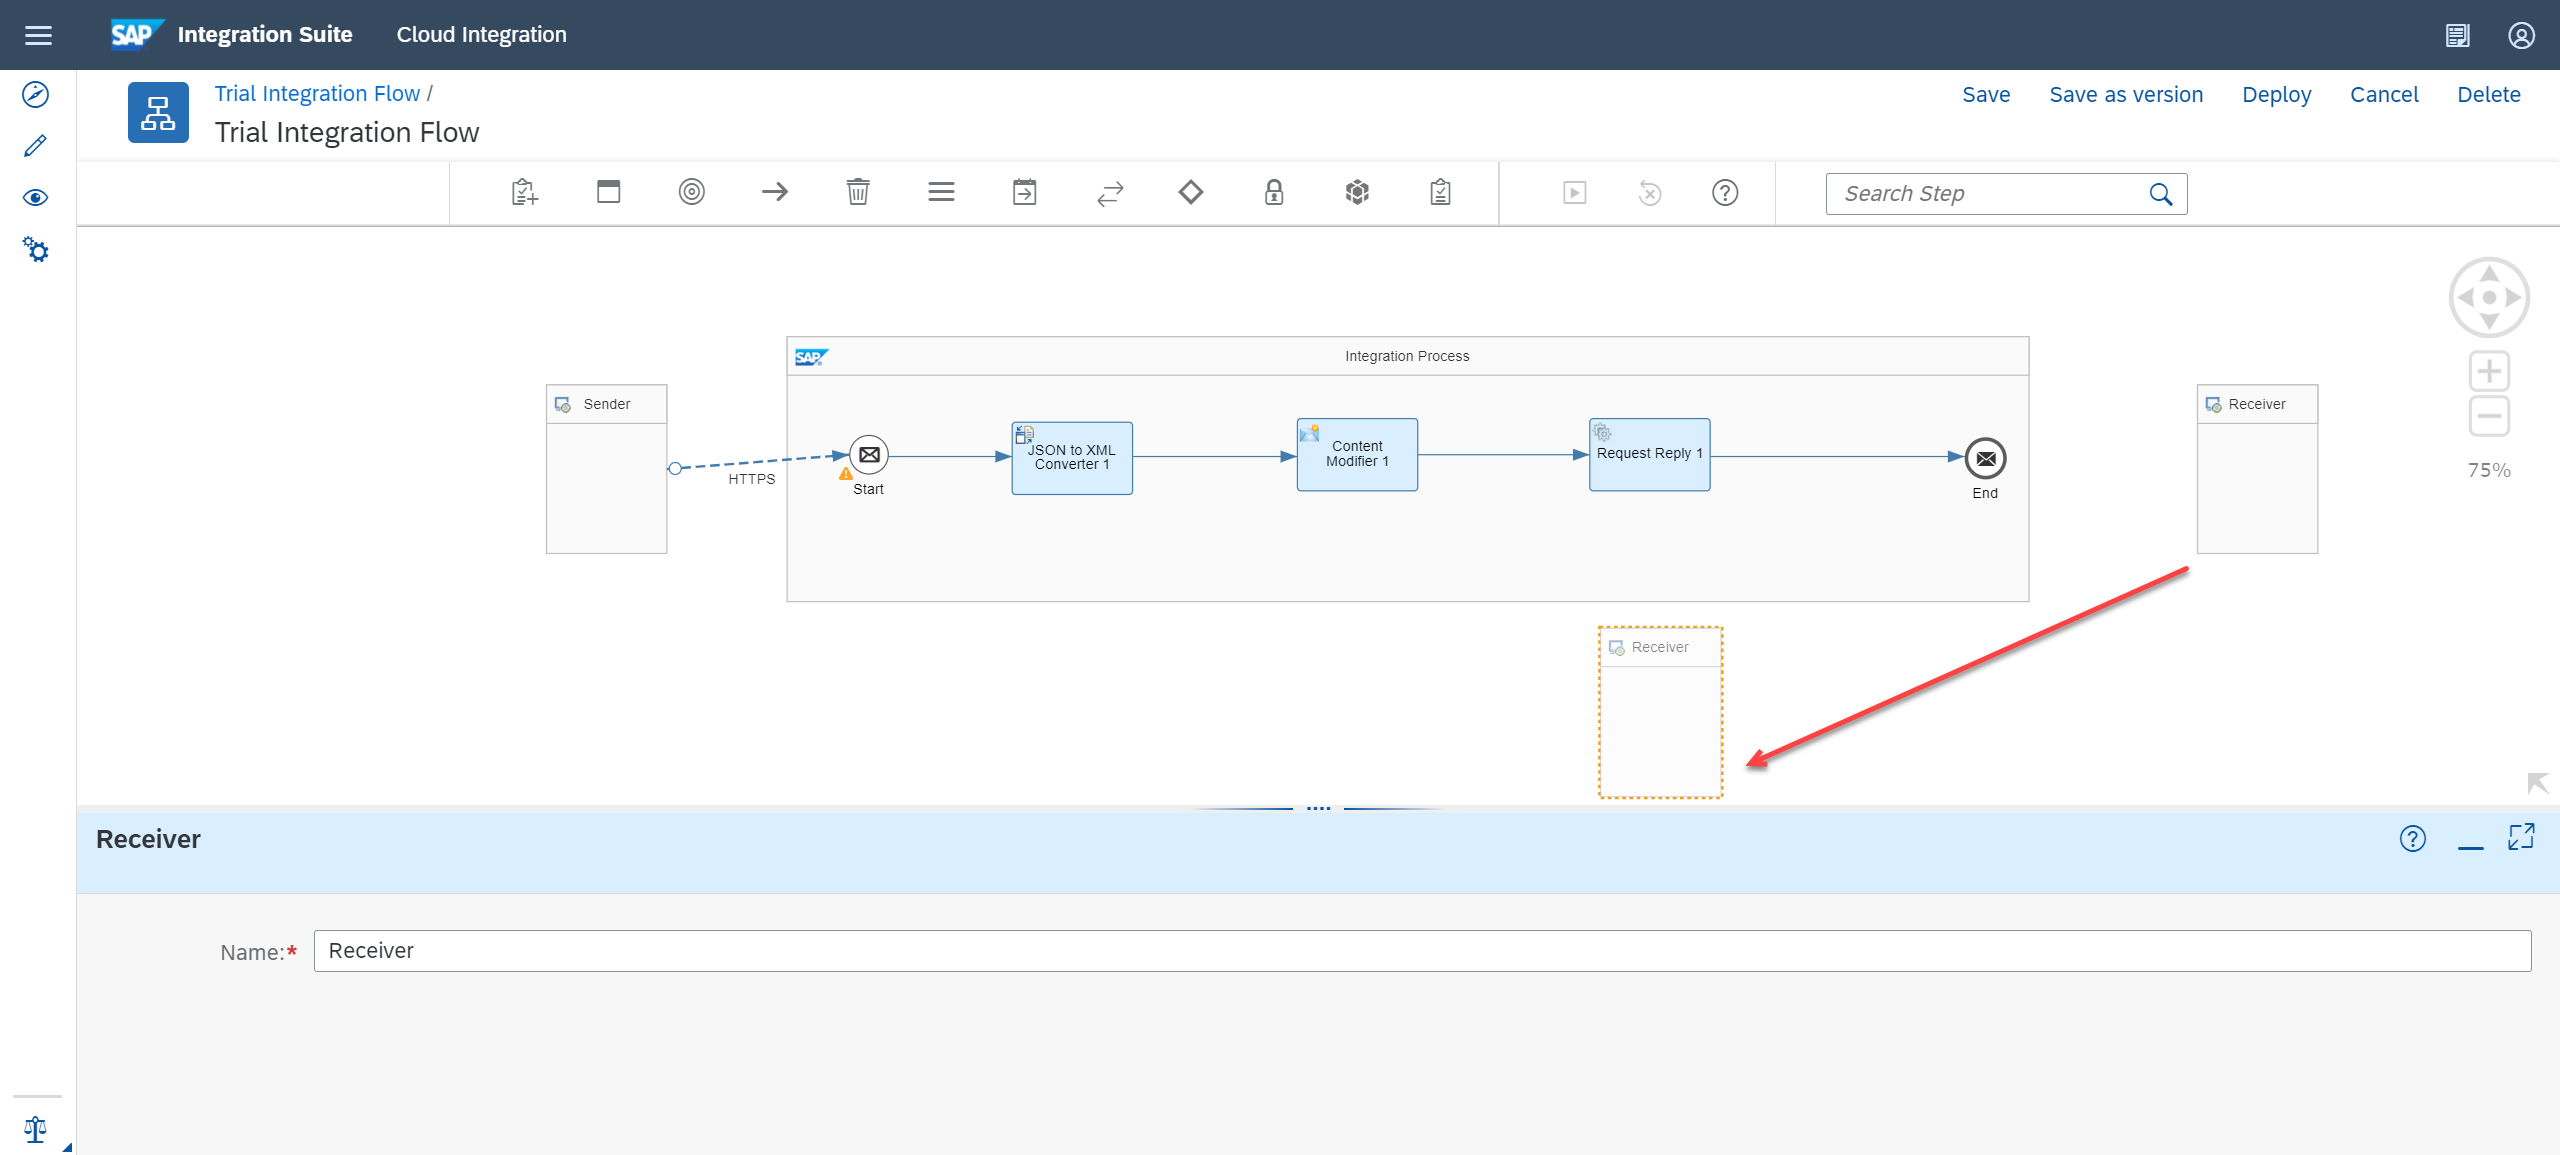 SAP Integration Suite Cloud Integration
Trial Integration Flow /
Trial Integration Flow
Save Save as version Deploy Cancel Delete
Search Step
SAP Integration Process
Sender
Receiver
HTTPS
Start
JSON to XML
Converter 1
Content
Modifier 1
Request Reply 1
End
75%
Receiver
Receiver
Name:* Receiver